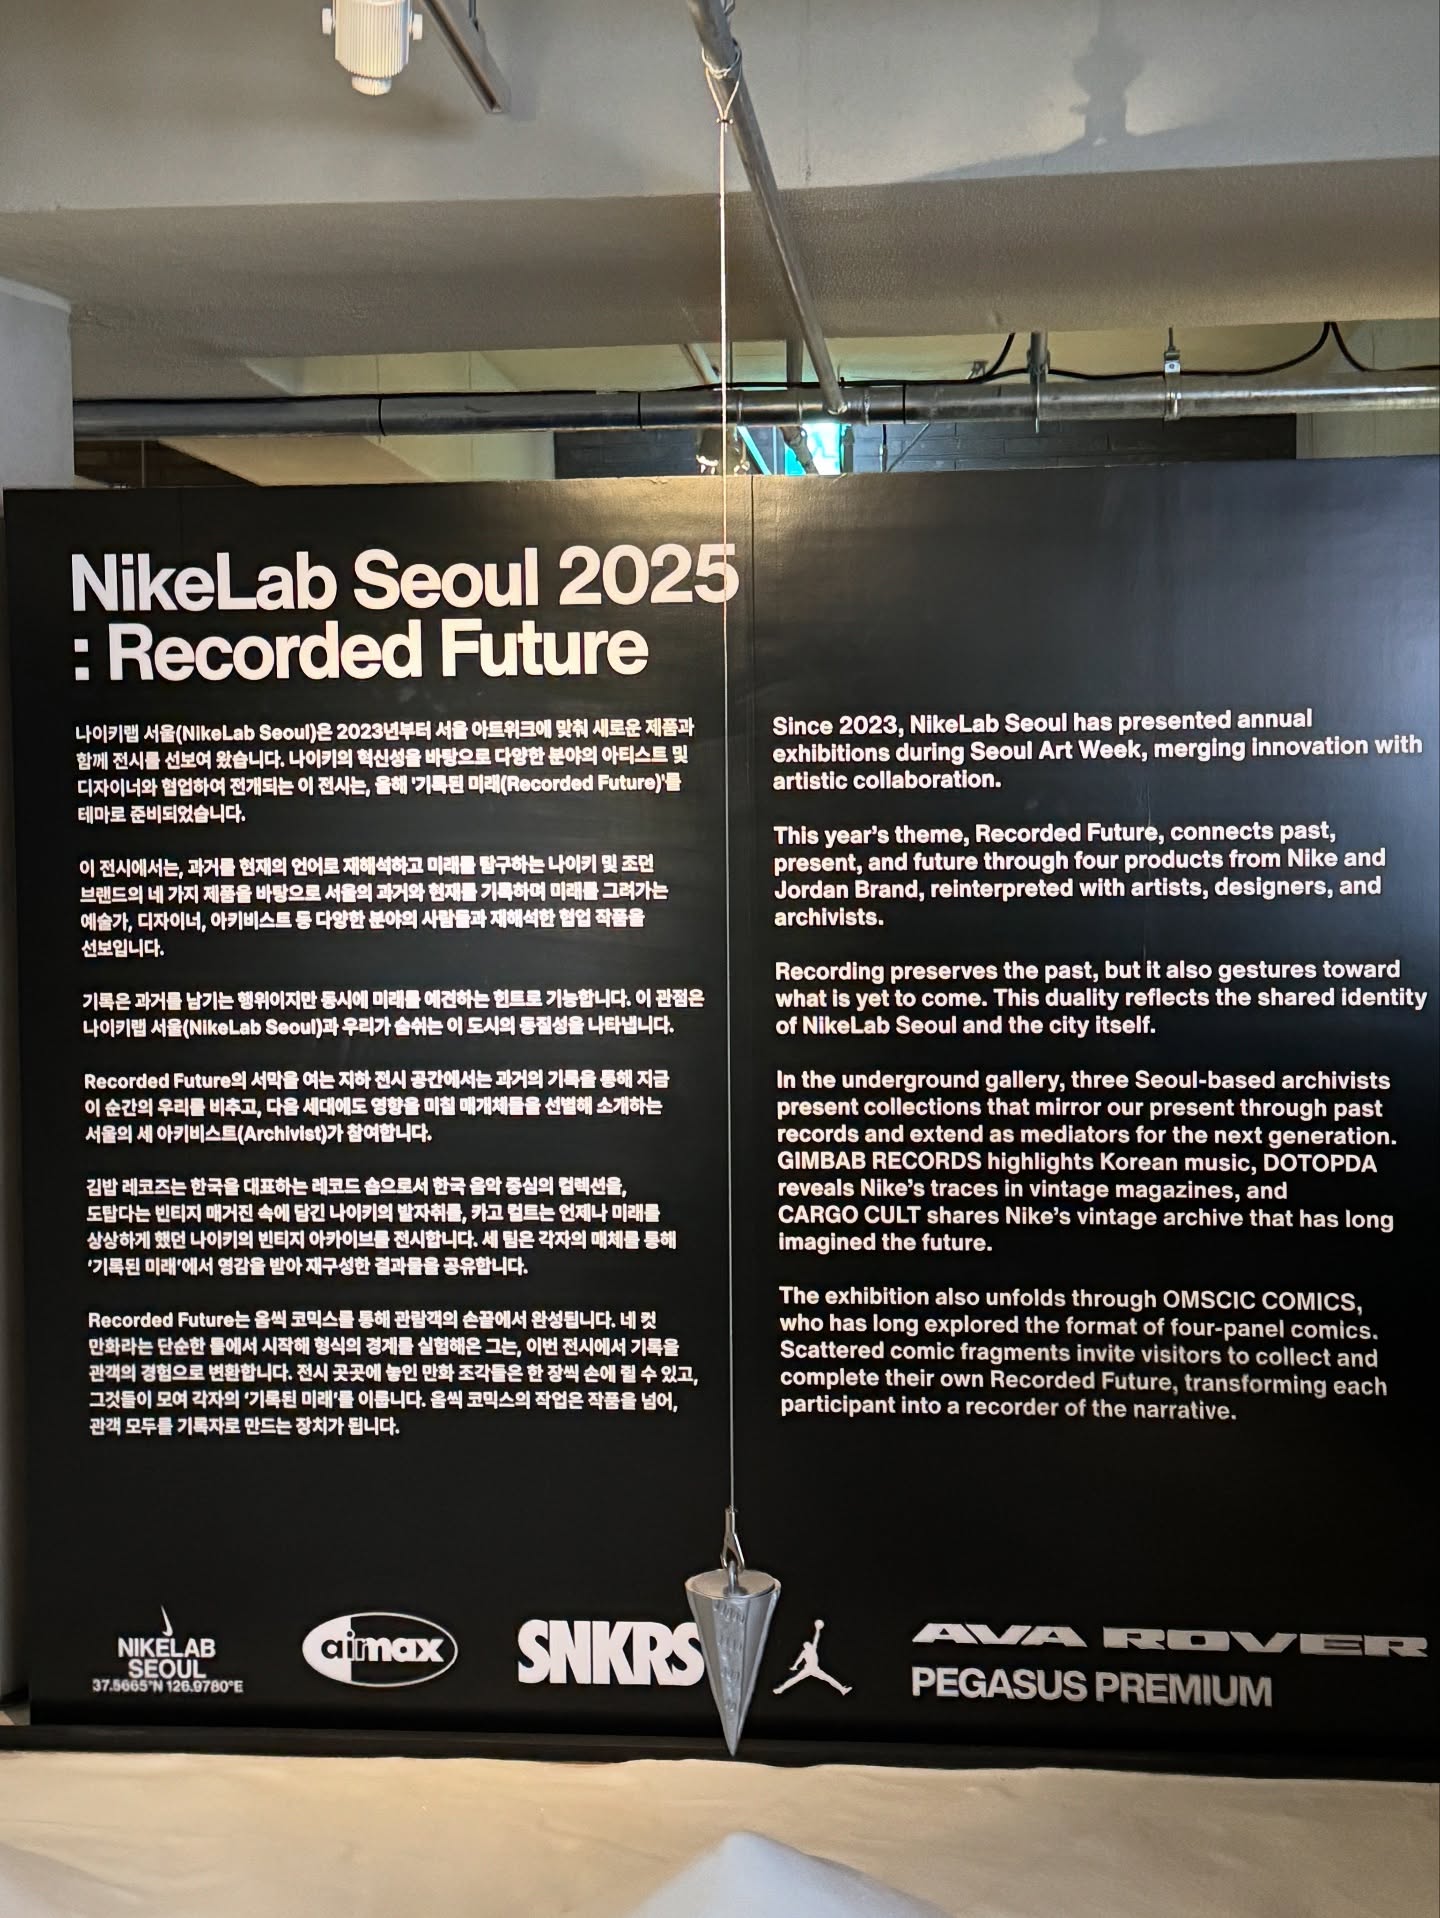 NikeLab Seoul 2025
: Recorded Future
나이키랩 서울(NikeLab Seoul)은 2023년부터 서울 아트위크에 맞춰 새로운 제품과
함께 전시를 선보여 왔습니다. 나이키의 혁신성을 바탕으로 다양한 분야의 아티스트 및
디자이너와 협업하여 전개되는 이 전시는, 올해 '기록된 미래(Recorded Future)'를
테마로 준비되었습니다.
이 전시에서는, 과거를 현재의 언어로 재해석하고 미래를 탐구하는 나이키 및 조던
브랜드의 네 가지 제품을 바탕으로 서울의 과거와 현재를 기록하며 미래를 그려가는
예술가, 디자이너, 아키비스트 등 다양한 분야의 사람들과 재해석한 협업 작품을
선보입니다.
기록은 과거를 남기는 행위이지만 동시에 미래를 예견하는 힌트로 기능합니다. 이 관점은
나이키랩 서울(NikeLab Seoul)과 우리가 숨쉬는 이 도시의 동질성을 나타냅니다.
Recorded Future의 서막을 여는 지하 전시 공간에서는 과거의 기록을 통해 지금
이 순간의 우리를 비추고, 다음 세대에도 영향을 미칠 매개체들을 선별해 소개하는
서울의 세 아키비스트(Archivist)가 참여합니다.
김밥 레코즈는 한국을 대표하는 레코드 숍으로서 한국 음악 중심의 컬렉션을,
도탑다는 빈티지 매거진 속에 담긴 나이키의 발자취를, 카고 컬트는 언제나 미래를
상상하게 했던 나이키의 빈티지 아카이브를 전시합니다. 세 팀은 각자의 매체를 통해
'기록된 미래'에서 영감을 받아 재구성한 결과물을 공유합니다.
Recorded Future는 옴씩 코믹스를 통해 관람객의 손끝에서 완성됩니다. 네 컷
만화라는 단순한 틀에서 시작해 형식의 경계를 실험해온 그는, 이번 전시에서 기록을
관객의 경험으로 변환합니다. 전시 곳곳에 놓인 만화 조각들은 한 장씩 손에 쥘 수 있고,
그것들이 모여 각자의 '기록된 미래'를 이룹니다. 옴씩 코믹스의 작업은 작품을 넘어,
관객 모두를 기록자로 만드는 장치가 됩니다.
Since 2023, NikeLab Seoul has presented annual
exhibitions during Seoul Art Week, merging innovation with
artistic collaboration.
This year's theme, Recorded Future, connects past,
present, and future through four products from Nike and
Jordan Brand, reinterpreted with artists, designers, and
archivists.
Recording preserves the past, but it also gestures toward
what is yet to come. This duality reflects the shared identity
of NikeLab Seoul and the city itself.
In the underground gallery, three Seoul-based archivists
present collections that mirror our present through past
records and extend as mediators for the next generation.
GIMBAB RECORDS highlights Korean music, DOTOPDA
reveals Nike's traces in vintage magazines, and
CARGO CULT shares Nike's vintage archive that has long
imagined the future.
The exhibition also unfolds through OMSCIC COMICS,
who has long explored the format of four-panel comics.
Scattered comic fragments invite visitors to collect and
complete their own Recorded Future, transforming each
participant into a recorder of the narrative.
NIKELAB
SEOUL
37.5665°N 126.9780°E
airmax
SNKRS
AVA ROVER
PEGASUS PREMIUM